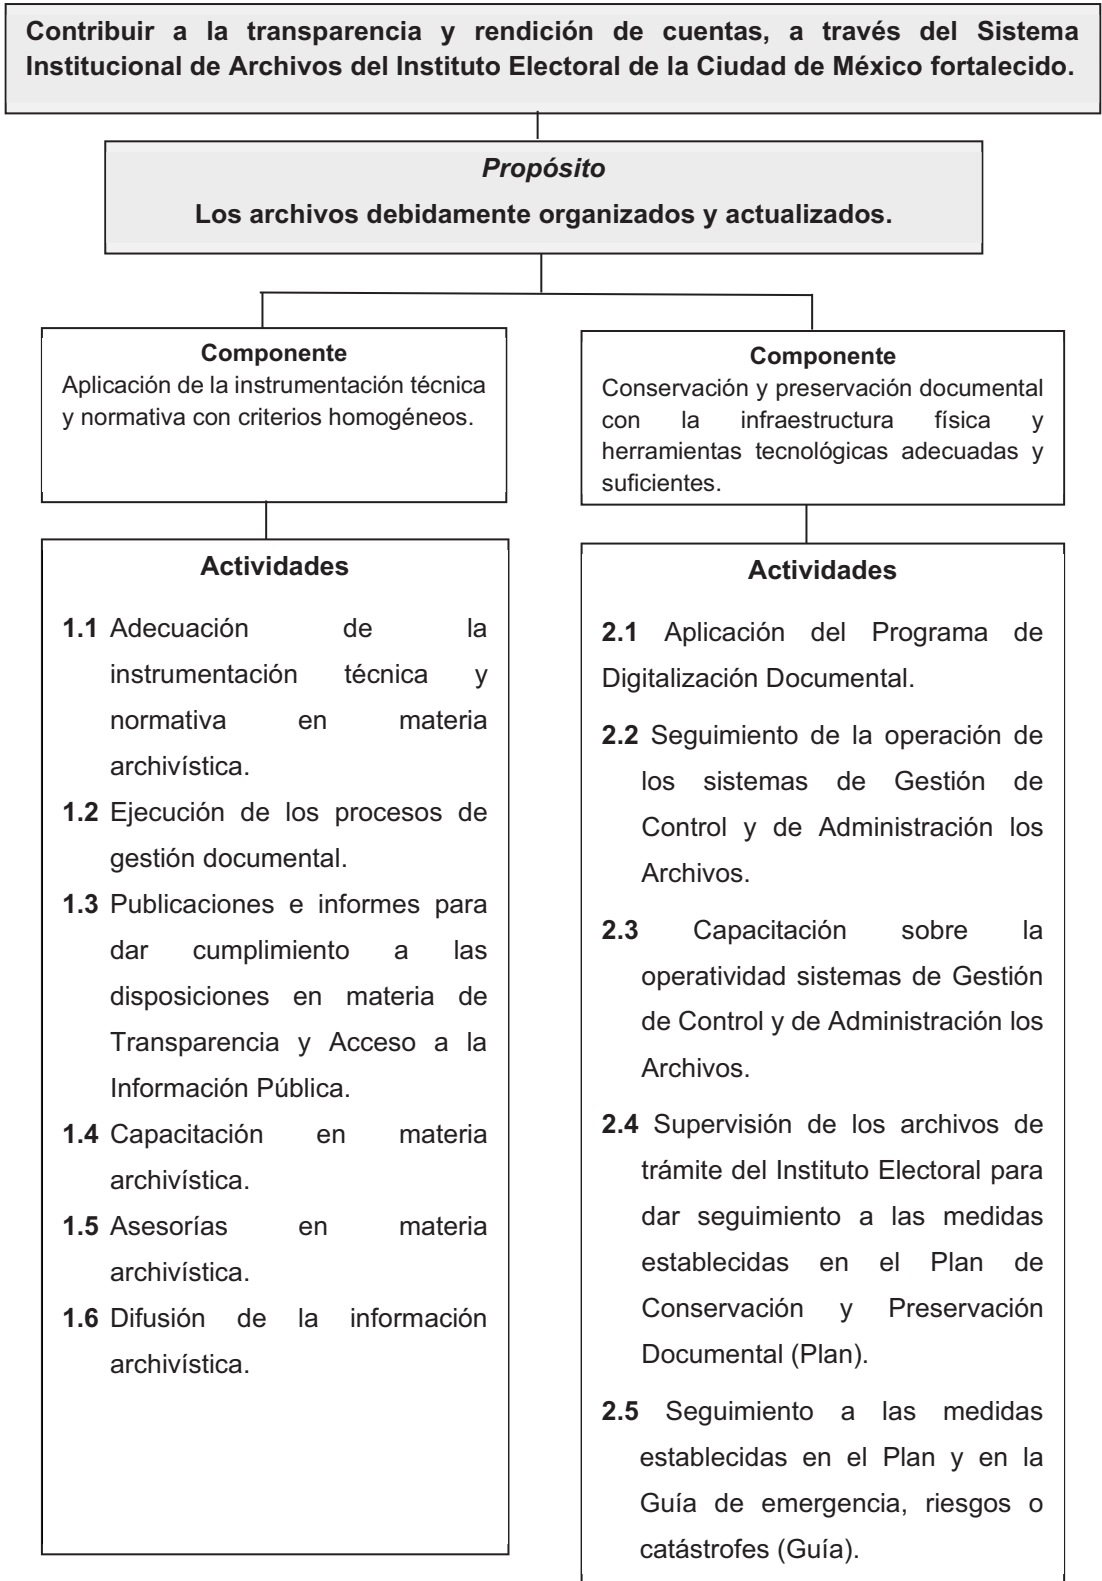 Contribuir a la transparencia y rendición de cuentas, a través del Sistema
Institucional de Archivos del Instituto Electoral de la Ciudad de México fortalecido.
Propósito
Los archivos debidamente organizados y actualizados.
Componente
Aplicación de la instrumentación técnica
y normativa con criterios homogéneos.
Componente
Conservación y preservación documental
con la infraestructura física y
herramientas tecnológicas adecuadas y
suficientes.
Actividades
1.1 Adecuación de la
instrumentación técnica y
normativa en materia
archivística.
1.2 Ejecución de los procesos de
gestión documental.
1.3 Publicaciones e informes para
dar cumplimiento a las
disposiciones en materia de
Transparencia y Acceso a la
Información Pública.
1.4 Capacitación en materia
archivística.
1.5 Asesorías en materia
archivística.
1.6 Difusión de la información
archivística.
Actividades
2.1 Aplicación del Programa de
Digitalización Documental.
2.2 Seguimiento de la operación de
los sistemas de Gestión de
Control y de Administración los
Archivos.
2.3 Capacitación sobre la
operatividad sistemas de Gestión
de Control y de Administración los
Archivos.
2.4 Supervisión de los archivos de
trámite del Instituto Electoral para
dar seguimiento a las medidas
establecidas en el Plan de
Conservación y Preservación
Documental (Plan).
2.5 Seguimiento a las medidas
establecidas en el Plan y en la
Guía de emergencia, riesgos o
catástrofes (Guía).